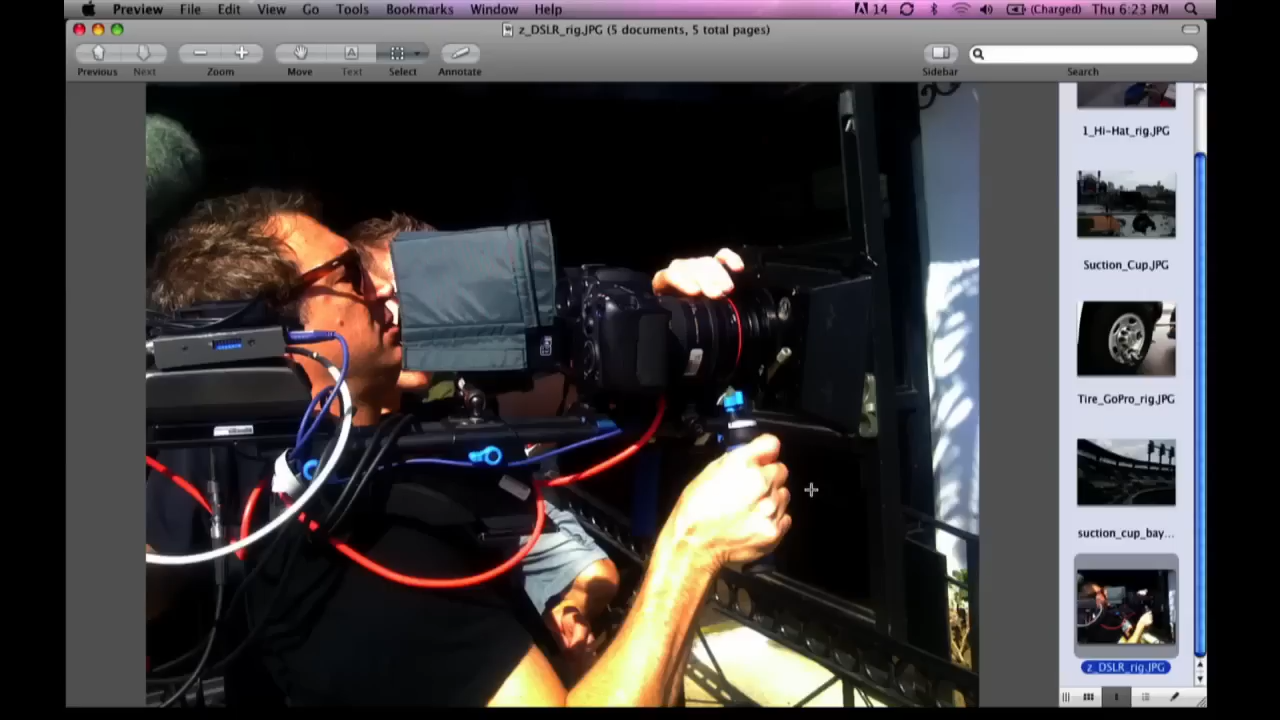 Preview File Edit View Go Tools Bookmarks Window Help 14 (Charged) Thu 6:23 PM
z_DSLR_rig.JPG (5 documents, 5 total pages)
Previous Next Zoom Move Text Select Annotate Sidebar Search
1_Hi-Hat_rig.JPG
Suction_Cup.JPG
Tire_GoPro_rig.JPG
suction_cup_bay...
z_DSLR_rig.JPG